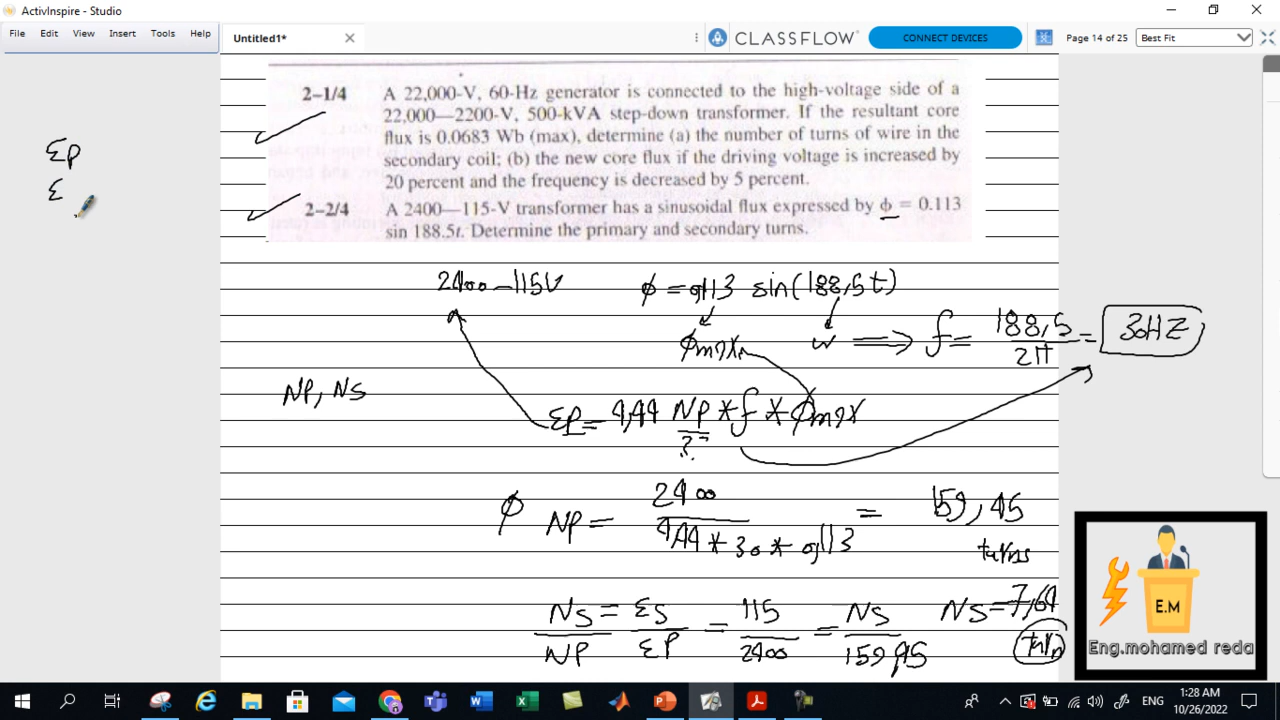 ActivInspire - Studio
File Edit View Insert Tools Help
Untitled1*
CLASSFLOW
CONNECT DEVICES
Page 14 of 25
Best Fit
2–1/4 A 22,000-V, 60-Hz generator is connected to the high-voltage side of a
22,000—2200-V, 500-kVA step-down transformer. If the resultant core
flux is 0.0683 Wb (max), determine (a) the number of turns of wire in the
secondary coil; (b) the new core flux if the driving voltage is increased by
20 percent and the frequency is decreased by 5 percent.
2–2/4 A 2400—115-V transformer has a sinusoidal flux expressed by ϕ = 0.113
sin 188.5t. Determine the primary and secondary turns.
Ep
E
2400 - 115V
ϕ = 0,113 sin(188,5 t)
ϕmax w ⟹ f = 188,5 / 2π = 30HZ
NP, NS
EP = 4,44 NP * f * ϕmax
??
ϕ NP = 2400 / 4,44 * 30 * 0,113 = 159,45
turns
NS / NP = ES / EP = 115 / 2400 = NS / 159,45 NS = 7,64
turn
E.M
Eng.mohamed reda
ENG
1:28 AM
10/26/2022